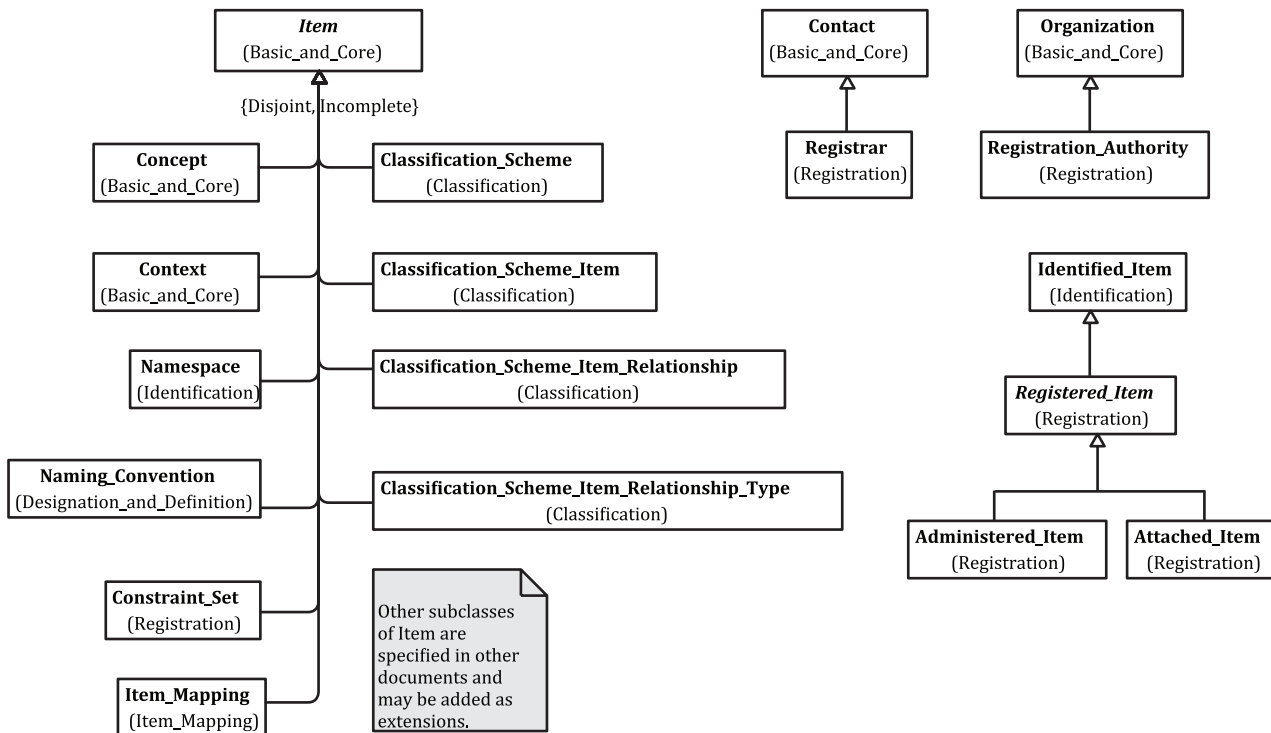 Item
(Basic_and_Core)
{Disjoint, Incomplete}
Concept
(Basic_and_Core)
Classification_Scheme
(Classification)
Context
(Basic_and_Core)
Classification_Scheme_Item
(Classification)
Namespace
(Identification)
Classification_Scheme_Item_Relationship
(Classification)
Naming_Convention
(Designation_and_Definition)
Classification_Scheme_Item_Relationship_Type
(Classification)
Constraint_Set
(Registration)
Item_Mapping
(Item_Mapping)
Other subclasses
of Item are
specified in other
documents and
may be added as
extensions.
Contact
(Basic_and_Core)
Registrar
(Registration)
Organization
(Basic_and_Core)
Registration_Authority
(Registration)
Identified_Item
(Identification)
Registered_Item
(Registration)
Administered_Item
(Registration)
Attached_Item
(Registration)